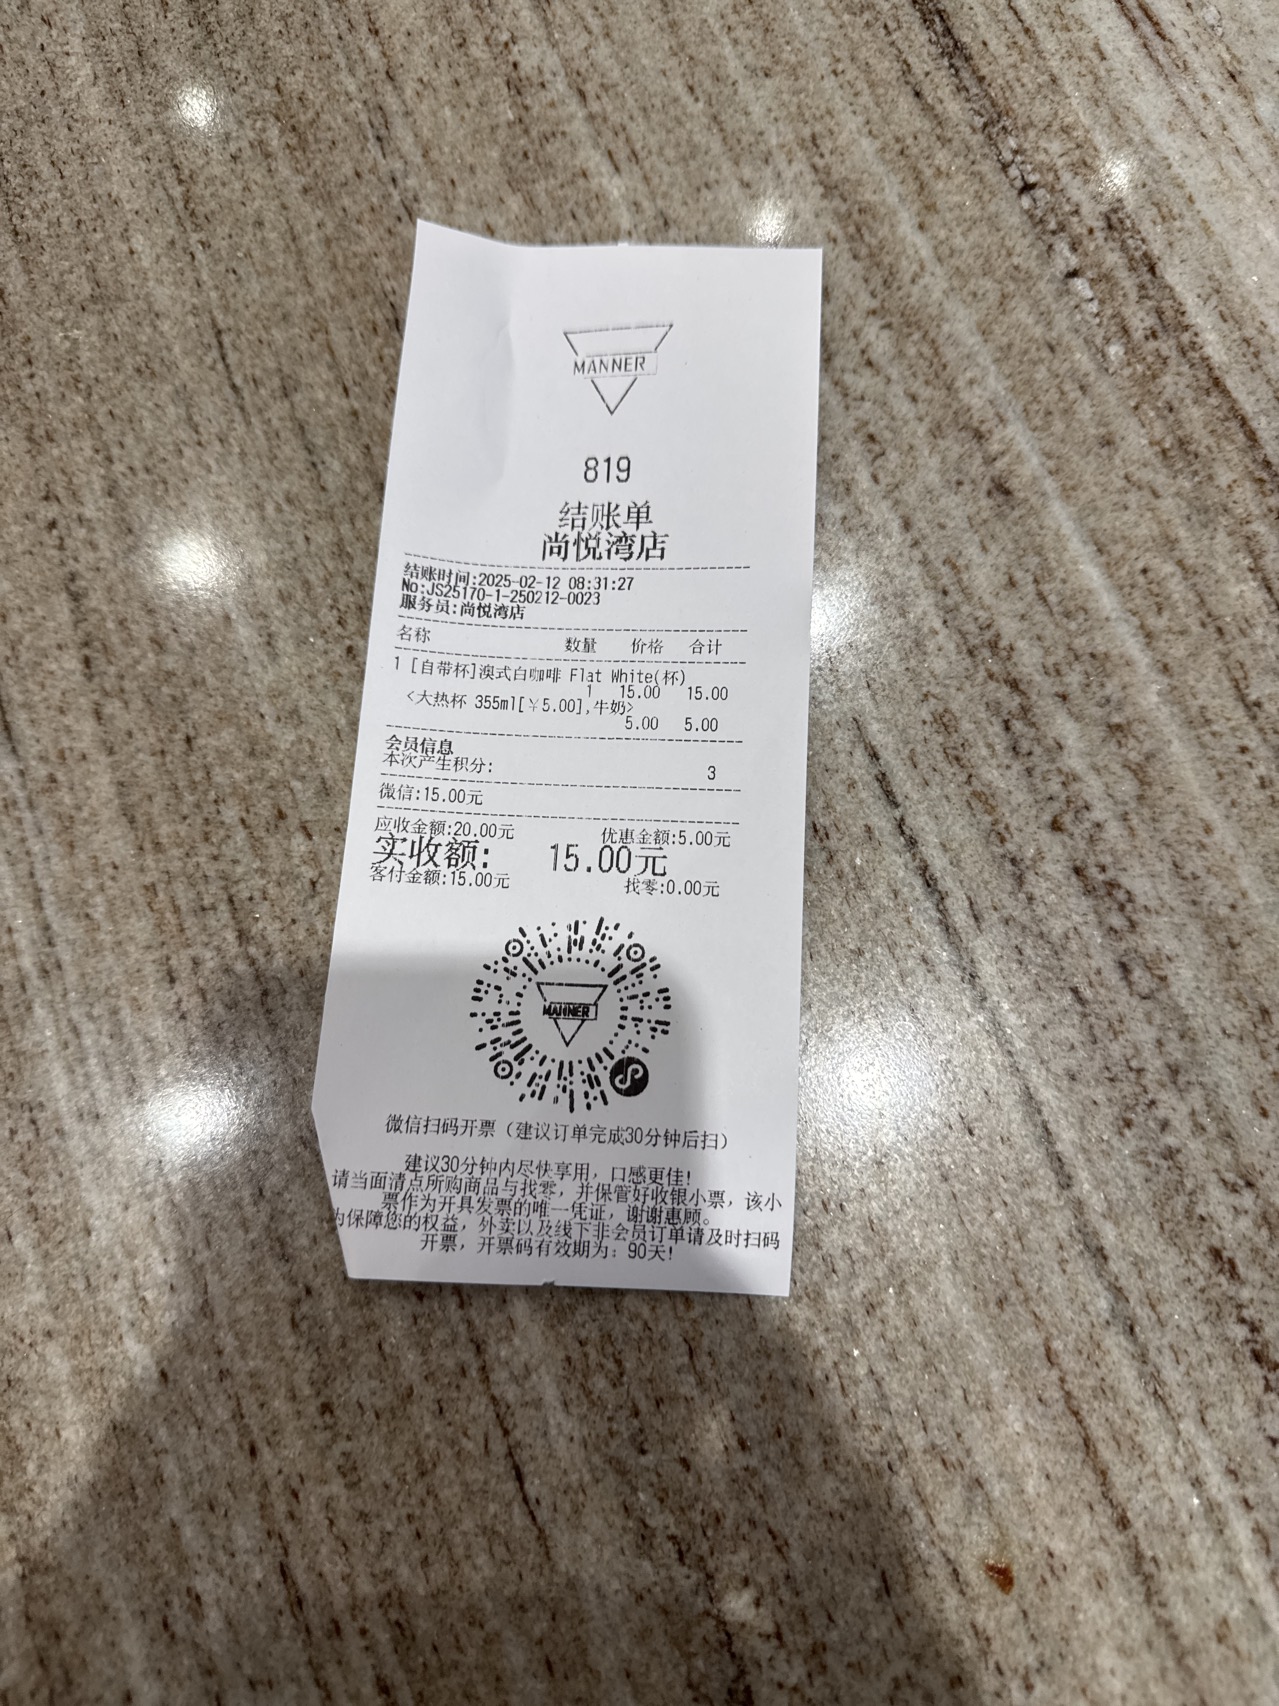 MANNER
819
结账单
尚悦湾店
结账时间:2025-02-12 08:31:27
No:JS25170-1-250212-0023
服务员:尚悦湾店
名称 数量 价格 合计
1 [自带杯]澳式白咖啡 Flat White(杯)
1 15.00 15.00
<大热杯 355ml[￥5.00],牛奶>
5.00 5.00
会员信息
本次产生积分: 3
微信:15.00元
应收金额:20.00元 优惠金额:5.00元
实收额: 15.00元
客付金额:15.00元 找零:0.00元
MANNER
微信扫码开票（建议订单完成30分钟后扫）
建议30分钟内尽快享用，口感更佳!
请当面清点所购商品与找零，并保管好收银小票，该小
票作为开具发票的唯一凭证，谢谢惠顾。
为保障您的权益，外卖以及线下非会员订单请及时扫码
开票，开票码有效期为：90天!